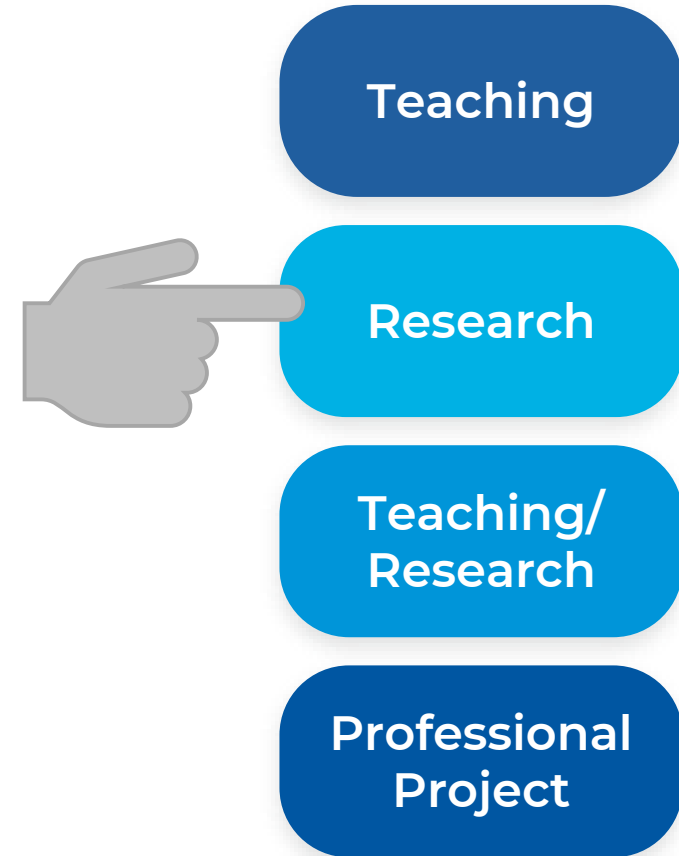 Teaching
Research
Teaching/
Research
Professional
Project